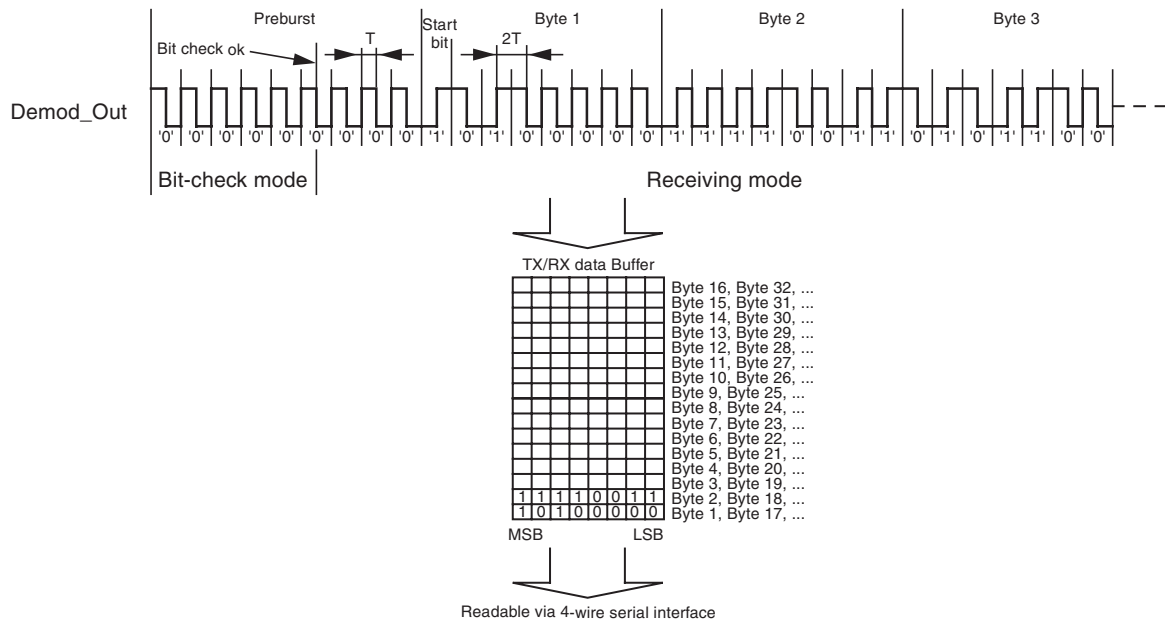 Preburst Start bit Byte 1 Byte 2 Byte 3
Bit check ok T 2T
Demod_Out
'0' '0' '0' '0' '0' '0' '0' '0' '0' '1' '0' '1' '0' '0' '0' '0' '0' '1' '1' '1' '1' '0' '0' '1' '1' '0' '1' '0' '1' '1' '0' '0'
Bit-check mode Receiving mode
TX/RX data Buffer
Byte 16, Byte 32, ...
Byte 15, Byte 31, ...
Byte 14, Byte 30, ...
Byte 13, Byte 29, ...
Byte 12, Byte 28, ...
Byte 11, Byte 27, ...
Byte 10, Byte 26, ...
Byte 9, Byte 25, ...
Byte 8, Byte 24, ...
Byte 7, Byte 23, ...
Byte 6, Byte 22, ...
Byte 5, Byte 21, ...
Byte 4, Byte 20, ...
Byte 3, Byte 19, ...
1 1 1 1 0 0 1 1 Byte 2, Byte 18, ...
1 0 1 0 0 0 0 0 Byte 1, Byte 17, ...
MSB LSB
Readable via 4-wire serial interface